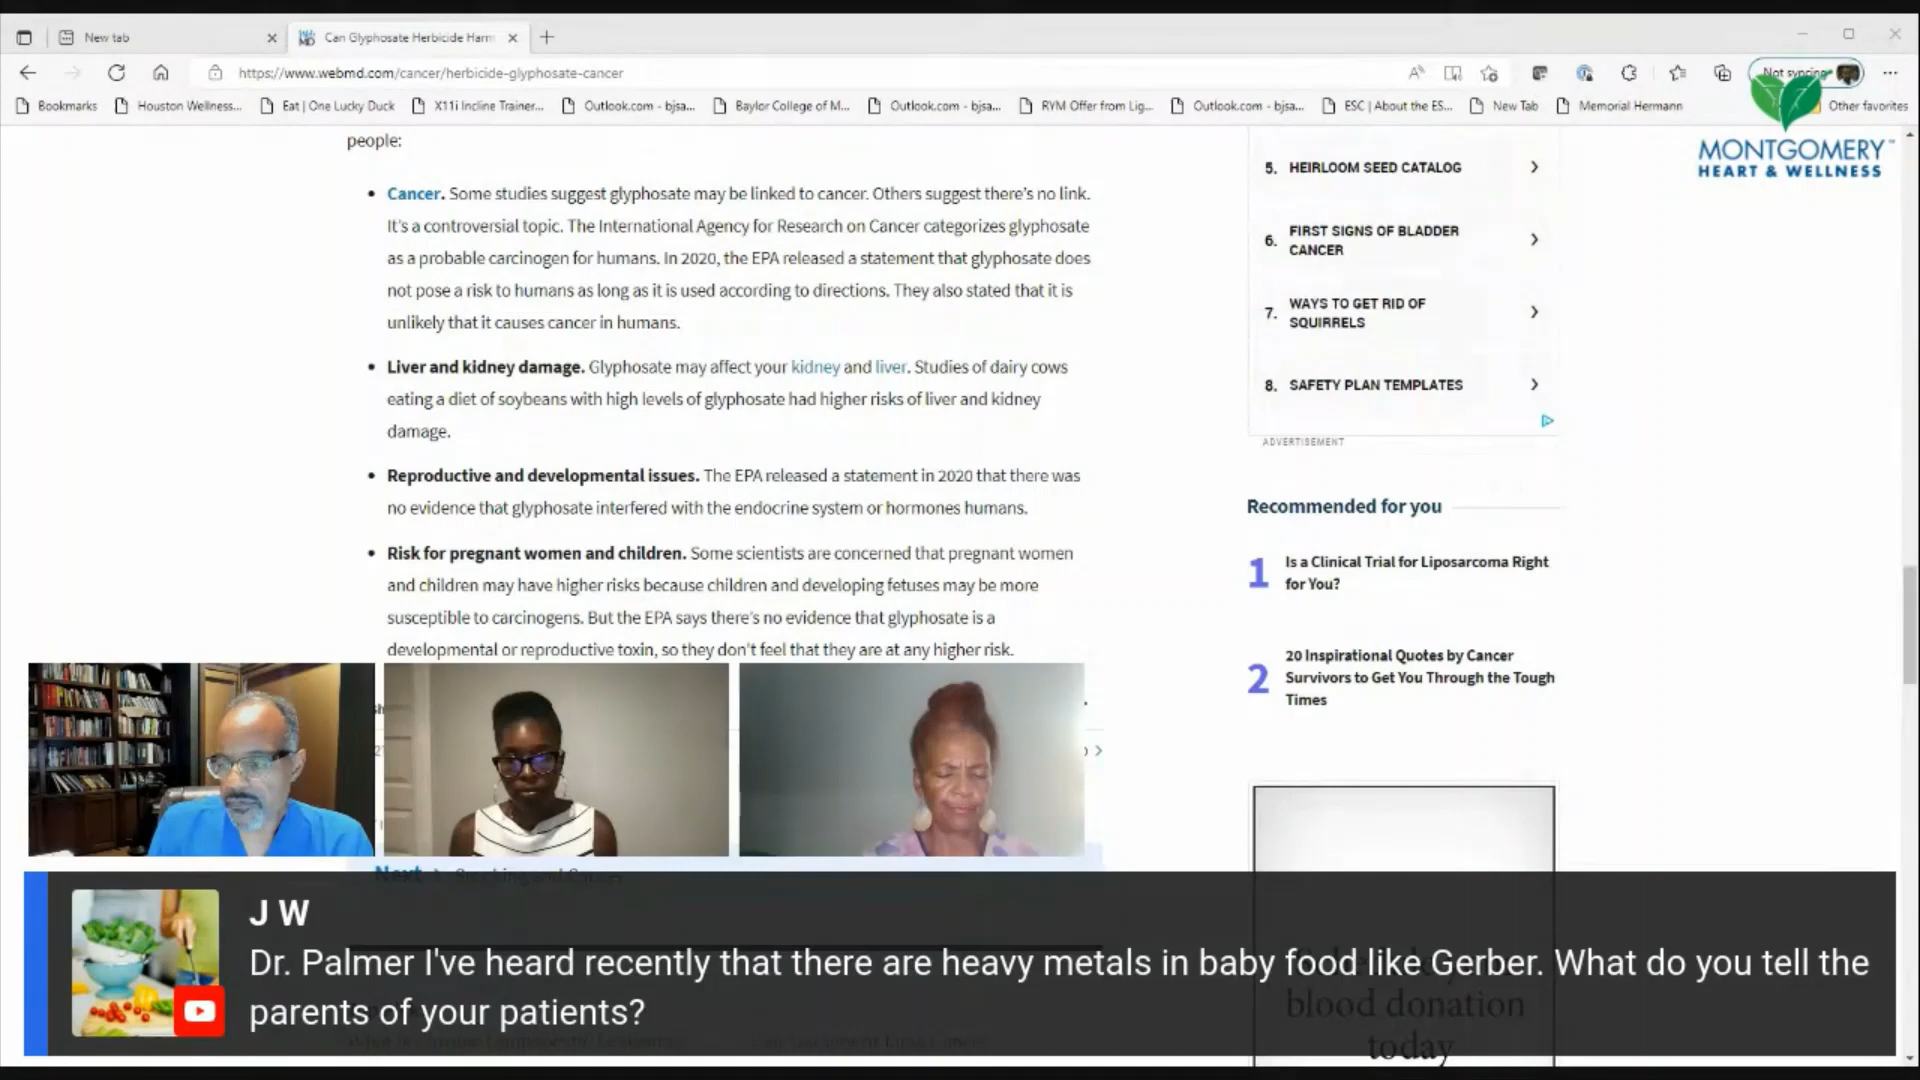 New tab
Can Glyphosate Herbicide Harm
https://www.webmd.com/cancer/herbicide-glyphosate-cancer
Not syncing
Bookmarks
Houston Wellness...
Eat | One Lucky Duck
X11i Incline Trainer...
Outlook.com - bjsa...
Baylor College of M...
Outlook.com - bjsa...
RYM Offer from Lig...
Outlook.com - bjsa...
ESC | About the ES...
New Tab
Memorial Hermann
Other favorites
MONTGOMERY
HEART & WELLNESS
people:
• Cancer. Some studies suggest glyphosate may be linked to cancer. Others suggest there's no link.
It's a controversial topic. The International Agency for Research on Cancer categorizes glyphosate
as a probable carcinogen for humans. In 2020, the EPA released a statement that glyphosate does
not pose a risk to humans as long as it is used according to directions. They also stated that it is
unlikely that it causes cancer in humans.
• Liver and kidney damage. Glyphosate may affect your kidney and liver. Studies of dairy cows
eating a diet of soybeans with high levels of glyphosate had higher risks of liver and kidney
damage.
• Reproductive and developmental issues. The EPA released a statement in 2020 that there was
no evidence that glyphosate interfered with the endocrine system or hormones humans.
• Risk for pregnant women and children. Some scientists are concerned that pregnant women
and children may have higher risks because children and developing fetuses may be more
susceptible to carcinogens. But the EPA says there's no evidence that glyphosate is a
developmental or reproductive toxin, so they don't feel that they are at any higher risk.
5. HEIRLOOM SEED CATALOG
6. FIRST SIGNS OF BLADDER
CANCER
7. WAYS TO GET RID OF
SQUIRRELS
8. SAFETY PLAN TEMPLATES
ADVERTISEMENT
Recommended for you
1 Is a Clinical Trial for Liposarcoma Right
for You?
2 20 Inspirational Quotes by Cancer
Survivors to Get You Through the Tough
Times
Next
J W
Dr. Palmer I've heard recently that there are heavy metals in baby food like Gerber. What do you tell the
parents of your patients?
blood donation
today